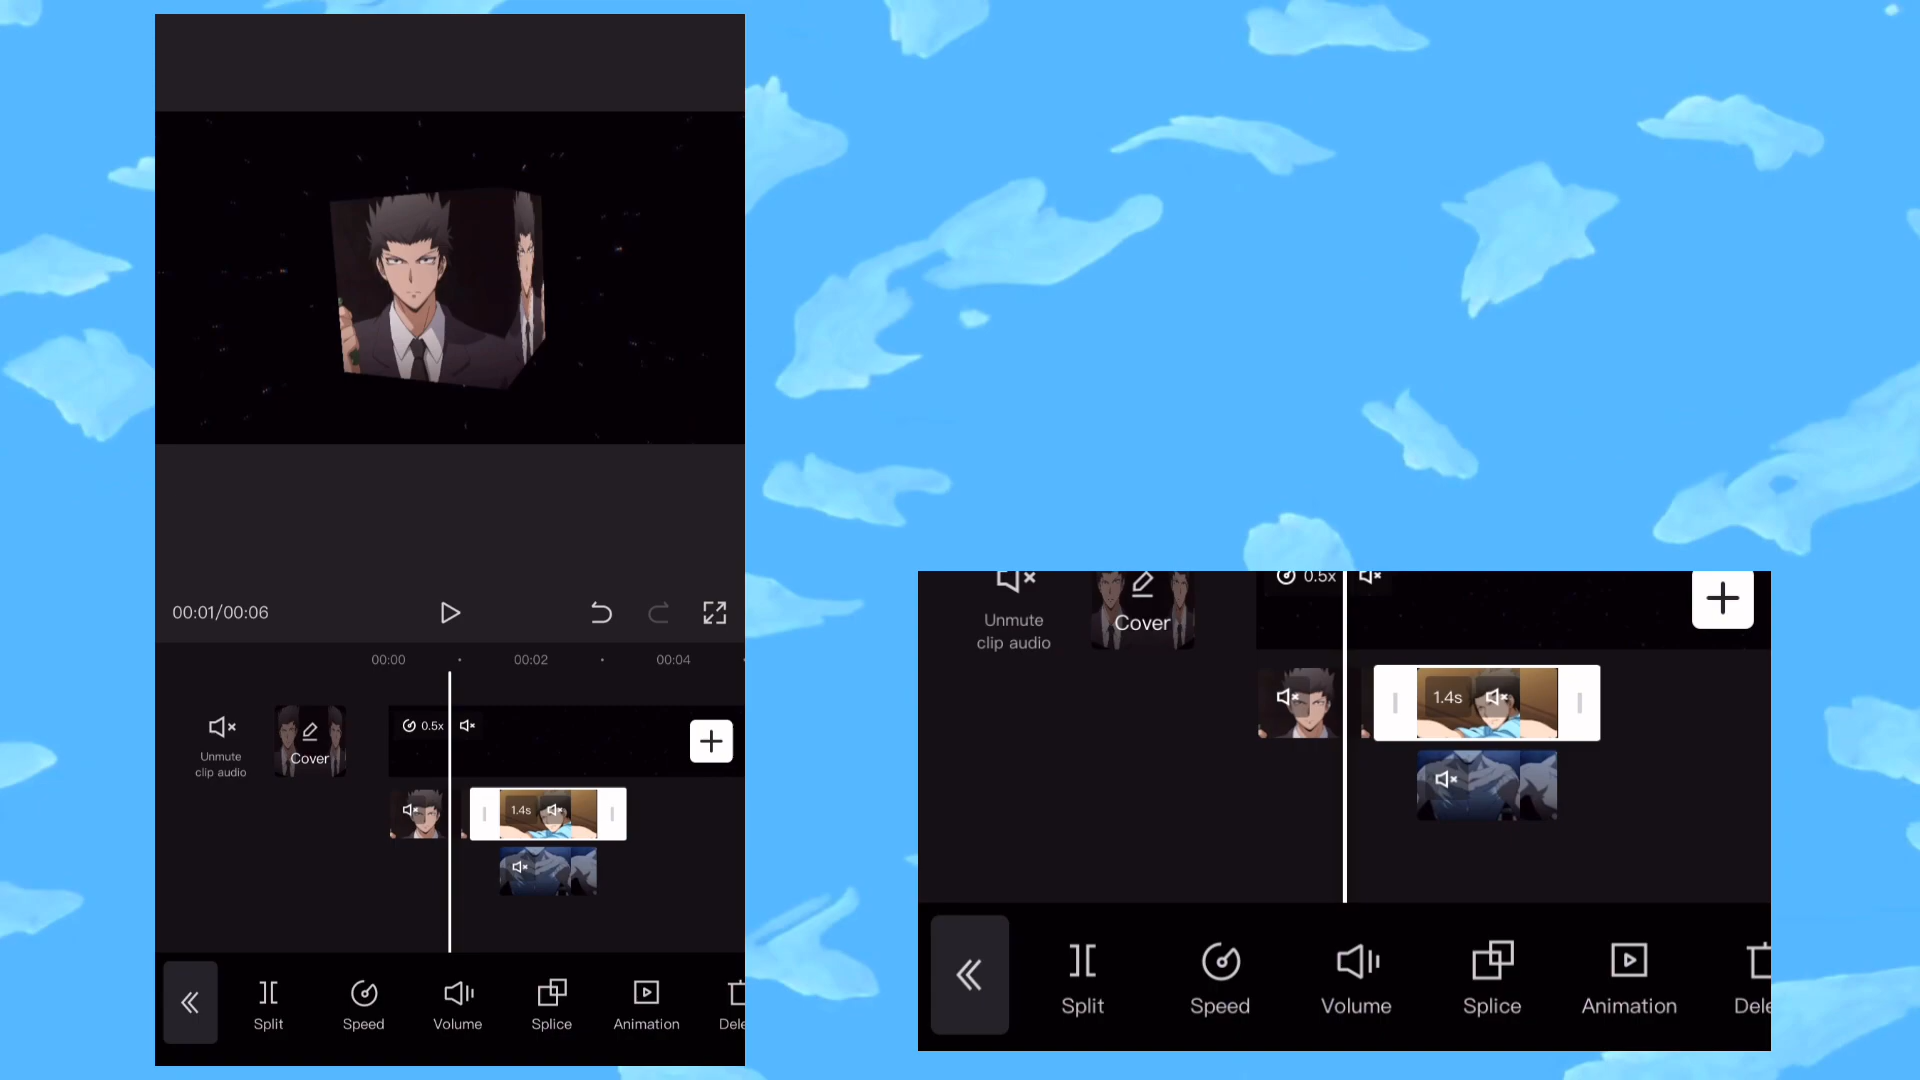 00:01/00:06
00:00
00:02
00:04
0.5x
Unmute
clip audio
Cover
1.4s
Split
Speed
Volume
Splice
Animation
Dele
0.5x
Unmute
clip audio
Cover
1.4s
Split
Speed
Volume
Splice
Animation
Dele